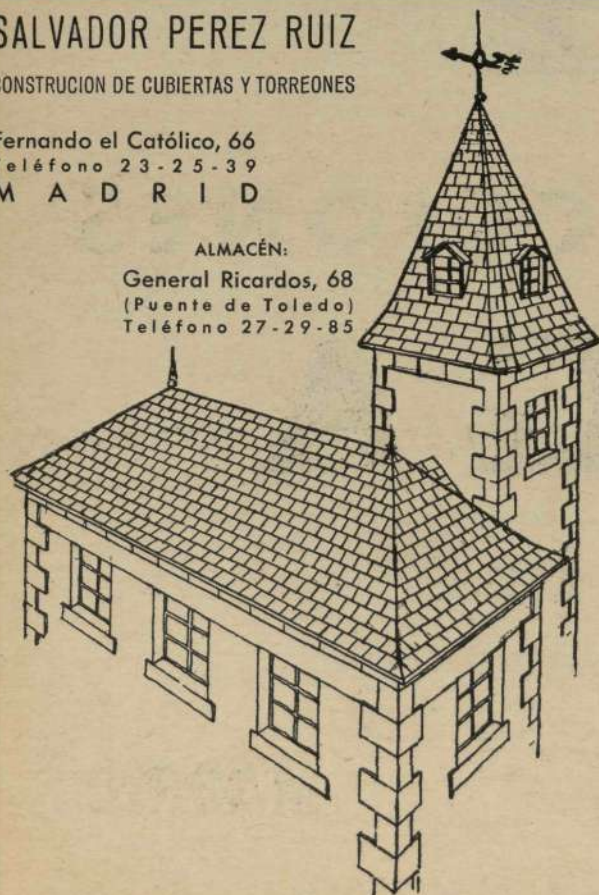 SALVADOR PEREZ RUIZ
CONSTRUCION DE CUBIERTAS Y TORREONES
Fernando el Católico, 66
Teléfono 23-25-39
MADRID
ALMACÉN:
General Ricardos, 68
(Puente de Toledo)
Teléfono 27-29-85